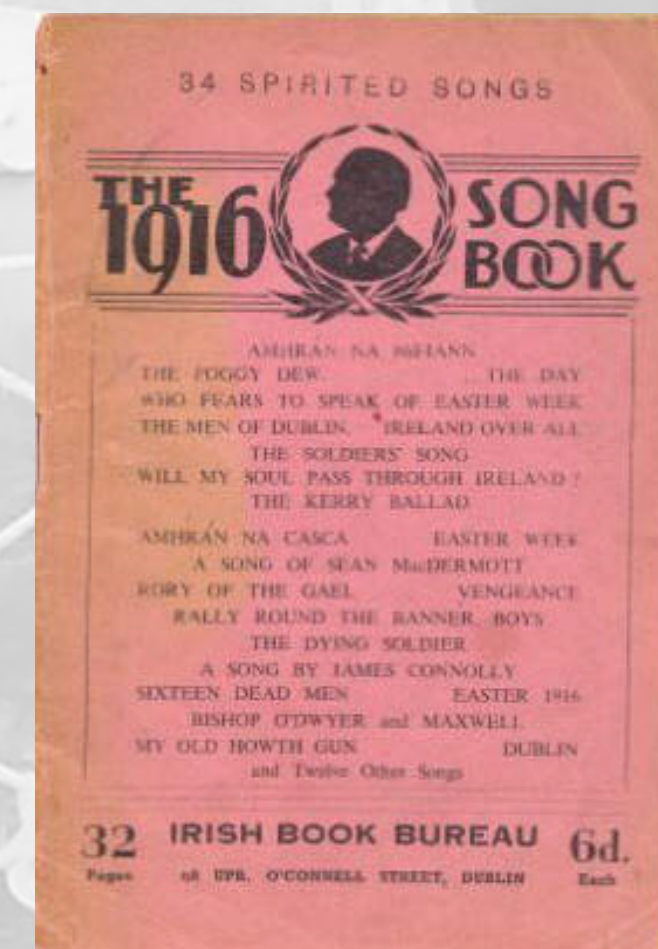 34 SPIRITED SONGS
THE 1916 SONG BOOK
AMHRAN NA bhFIANN
THE FOGGY DEW. THE DAY
WHO FEARS TO SPEAK OF EASTER WEEK
THE MEN OF DUBLIN. IRELAND OVER ALL
THE SOLDIERS' SONG
WILL MY SOUL PASS THROUGH IRELAND?
THE KERRY BALLAD
AMHRÁN NA CASCA EASTER WEEK
A SONG OF SEAN MacDERMOTT
RORY OF THE GAEL VENGEANCE
RALLY ROUND THE BANNER, BOYS
THE DYING SOLDIER
A SONG BY JAMES CONNOLLY
SIXTEEN DEAD MEN EASTER 1916
BISHOP O'DWYER and MAXWELL
MY OLD HOWTH GUN DUBLIN
and Twelve Other Songs
32 Pages IRISH BOOK BUREAU 6d. Each
UPR. O'CONNELL STREET, DUBLIN